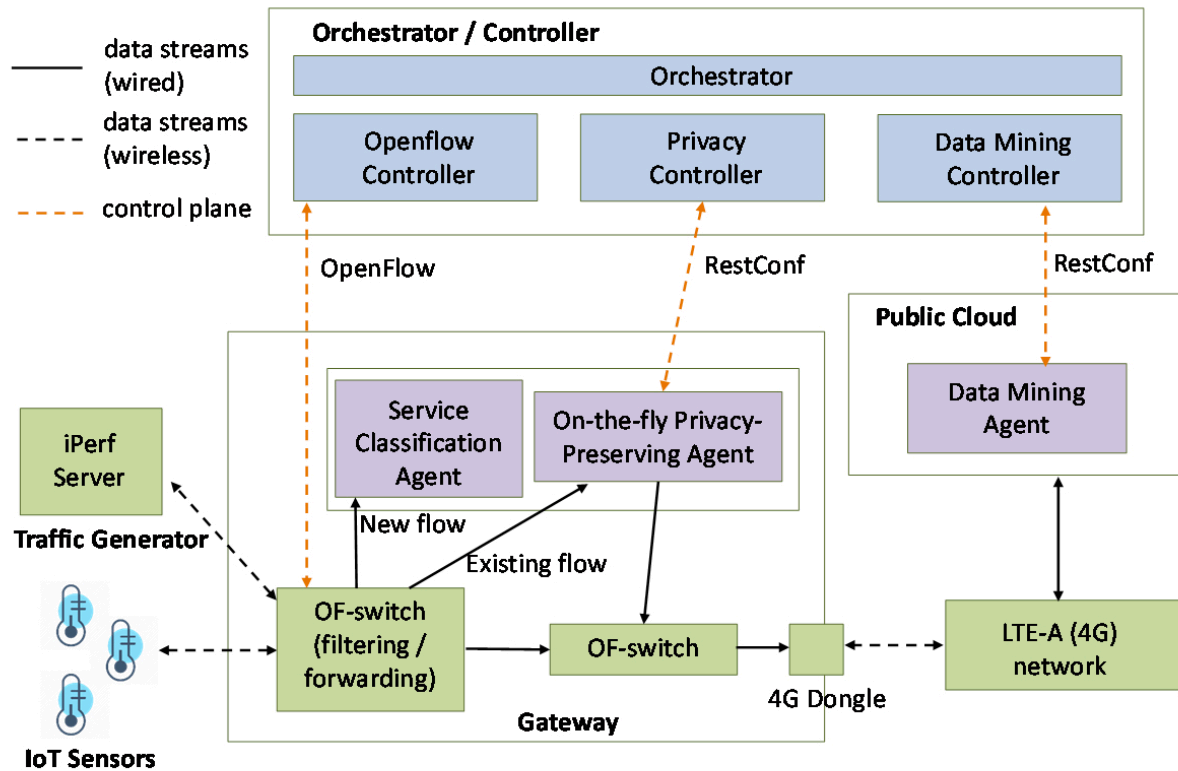 data streams
(wired)
data streams
(wireless)
control plane
Orchestrator / Controller
Orchestrator
Openflow
Controller
Privacy
Controller
Data Mining
Controller
OpenFlow
RestConf
RestConf
Public Cloud
Data Mining
Agent
Service
Classification
Agent
On-the-fly Privacy-
Preserving Agent
iPerf
Server
Traffic Generator
New flow
Existing flow
OF-switch
(filtering /
forwarding)
OF-switch
4G Dongle
LTE-A (4G)
network
Gateway
IoT Sensors